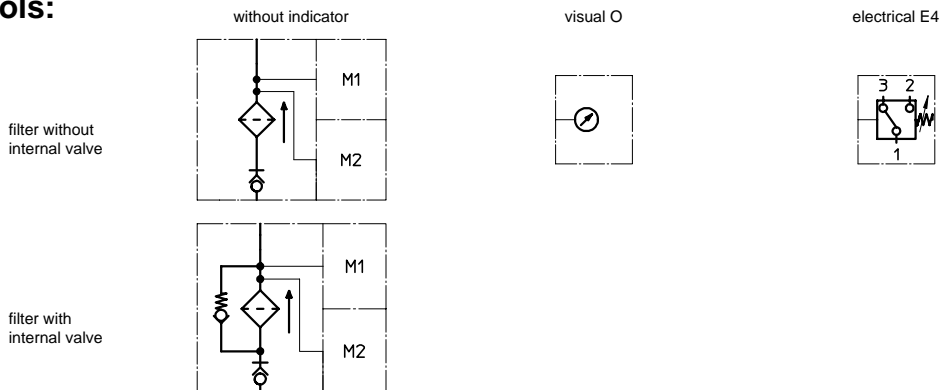 ols:
without indicator
visual O
electrical E4
M1
M2
filter without
internal valve
3 2
1
M1
M2
filter with
internal valve